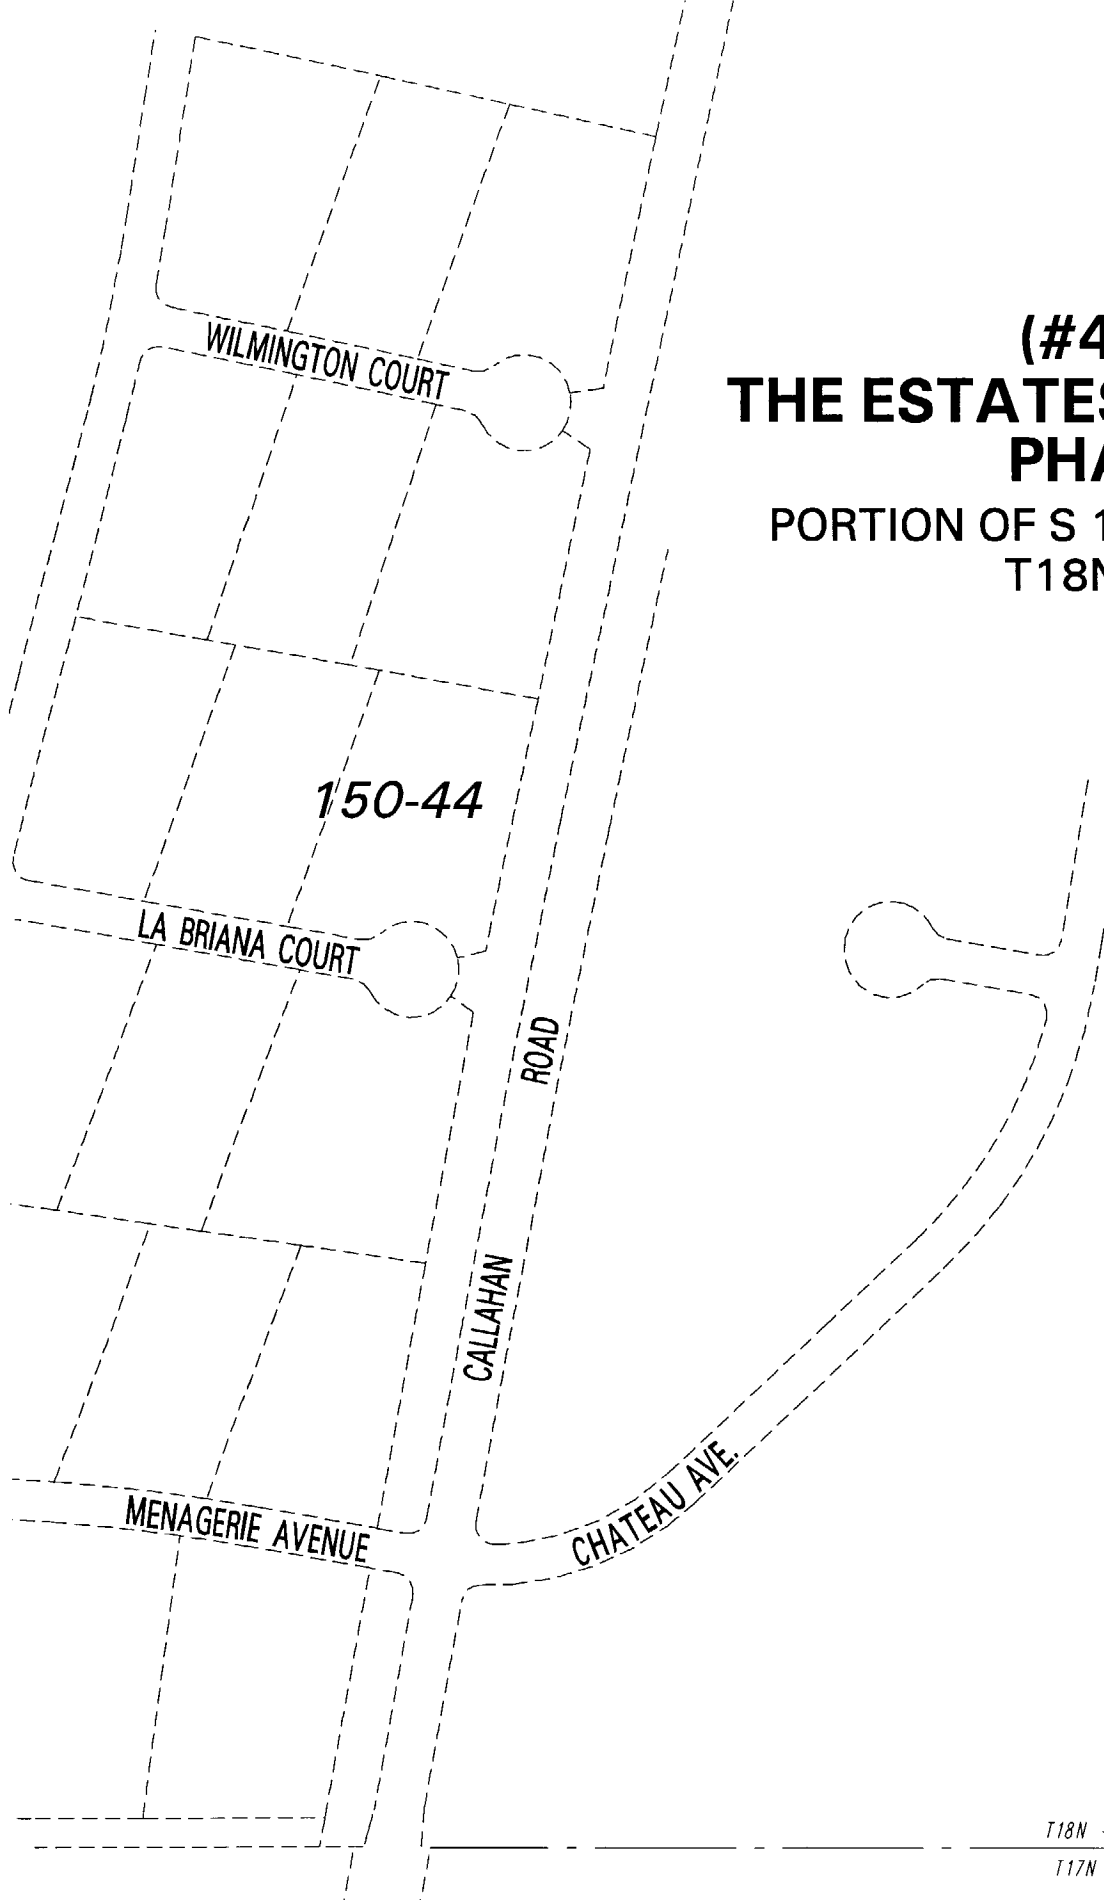 WILMINGTON COURT
(#4
THE ESTATES
PHA
PORTION OF S 1
T18N
150-44
LA BRIANA COURT
ROAD
CALLAHAN
CHATEAU AVE.
MENAGERIE AVENUE
T18N
T17N